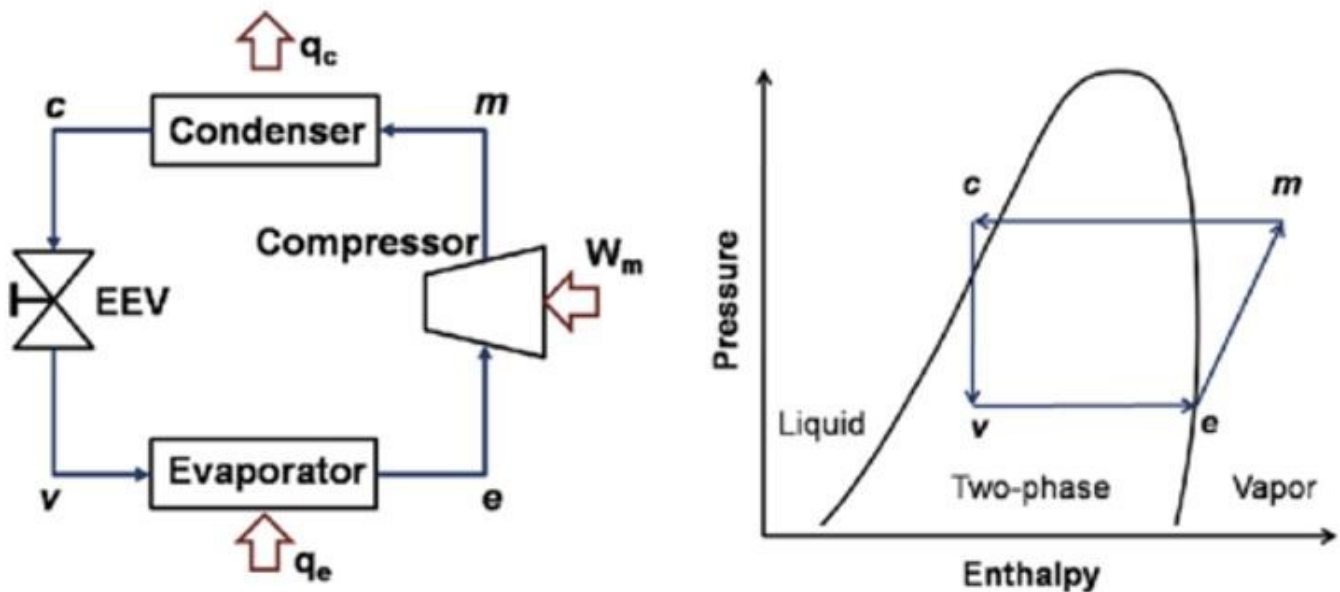 qc
c
m
Condenser
Compressor
Wm
EEV
Evaporator
v
e
qe
Pressure
c
m
Liquid
v
e
Two-phase
Vapor
Enthalpy